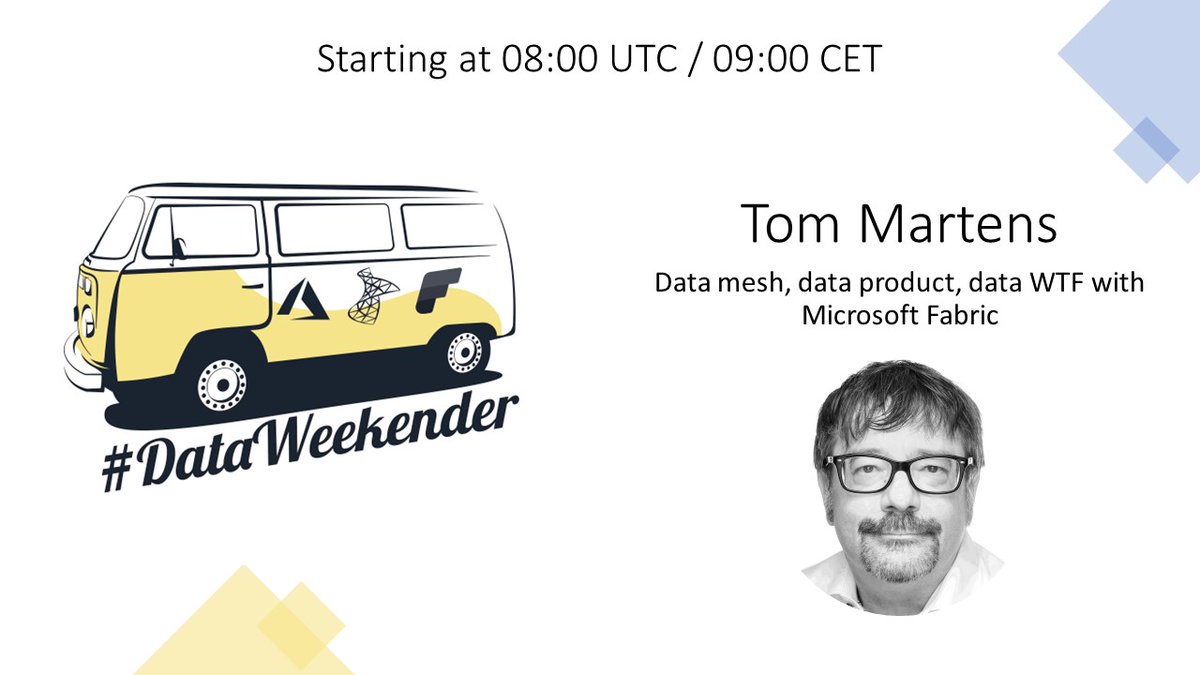 Starting at 08:00 UTC / 09:00 CET
#DataWeekender
Tom Martens
Data mesh, data product, data WTF with
Microsoft Fabric